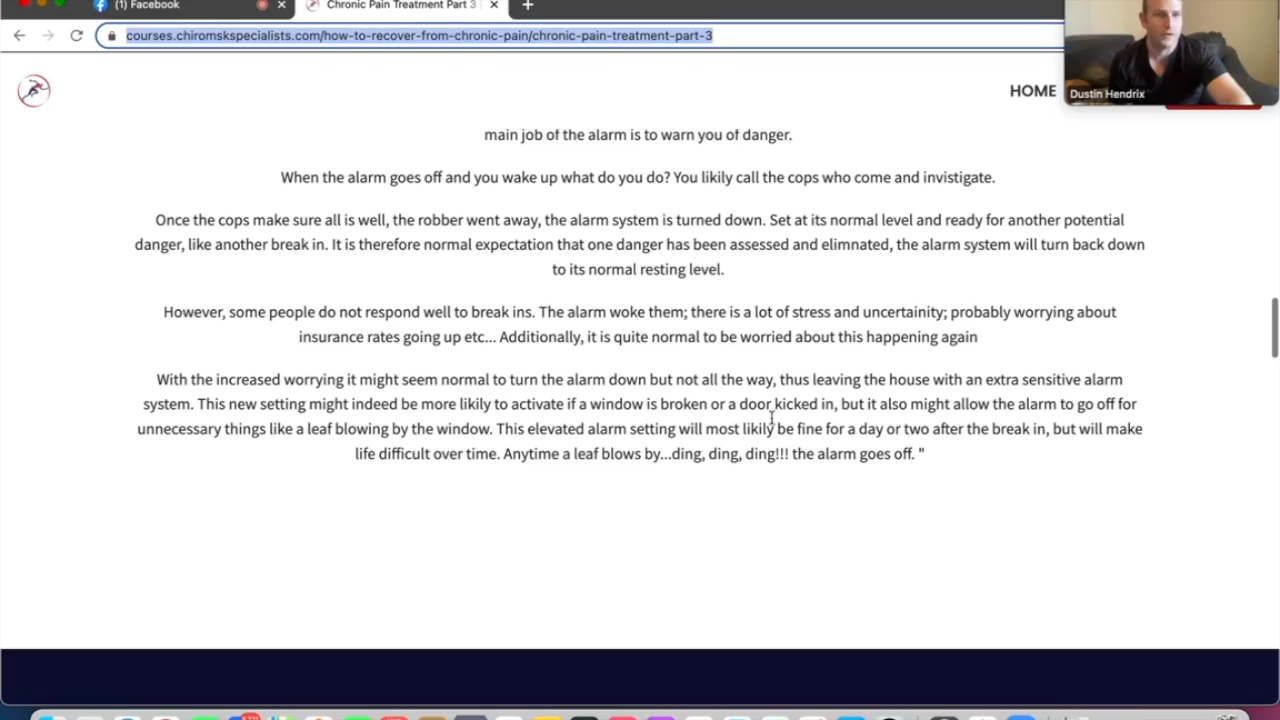 (1) Facebook
Chronic Pain Treatment Part 3
courses.chiromskspecialists.com/how-to-recover-from-chronic-pain/chronic-pain-treatment-part-3
HOME
Dustin Hendrix
main job of the alarm is to warn you of danger.
When the alarm goes off and you wake up what do you do? You likily call the cops who come and invistigate.
Once the cops make sure all is well, the robber went away, the alarm system is turned down. Set at its normal level and ready for another potential
danger, like another break in. It is therefore normal expectation that one danger has been assessed and elimnated, the alarm system will turn back down
to its normal resting level.
However, some people do not respond well to break ins. The alarm woke them; there is a lot of stress and uncertainity; probably worrying about
insurance rates going up etc... Additionally, it is quite normal to be worried about this happening again
With the increased worrying it might seem normal to turn the alarm down but not all the way, thus leaving the house with an extra sensitive alarm
system. This new setting might indeed be more likily to activate if a window is broken or a door kicked in, but it also might allow the alarm to go off for
unnecessary things like a leaf blowing by the window. This elevated alarm setting will most likily be fine for a day or two after the break in, but will make
life difficult over time. Anytime a leaf blows by...ding, ding, ding!!! the alarm goes off. "